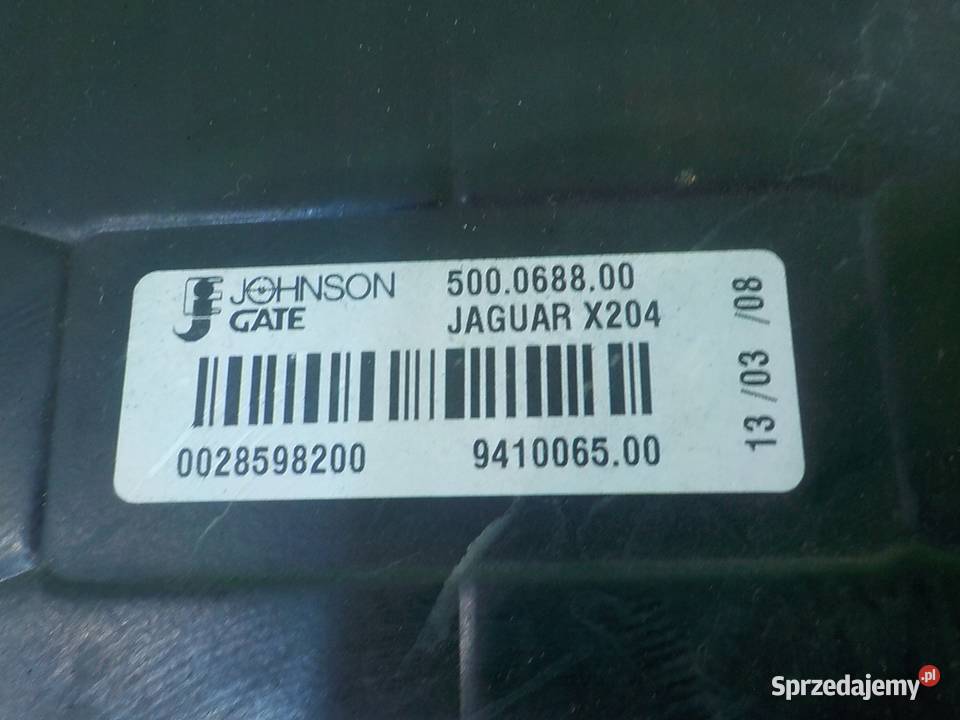 JOHNSON
GATE
500.0688.00
JAGUAR X204
0028598200
9410065.00
13 /03 /08
Sprzedajemy.pl